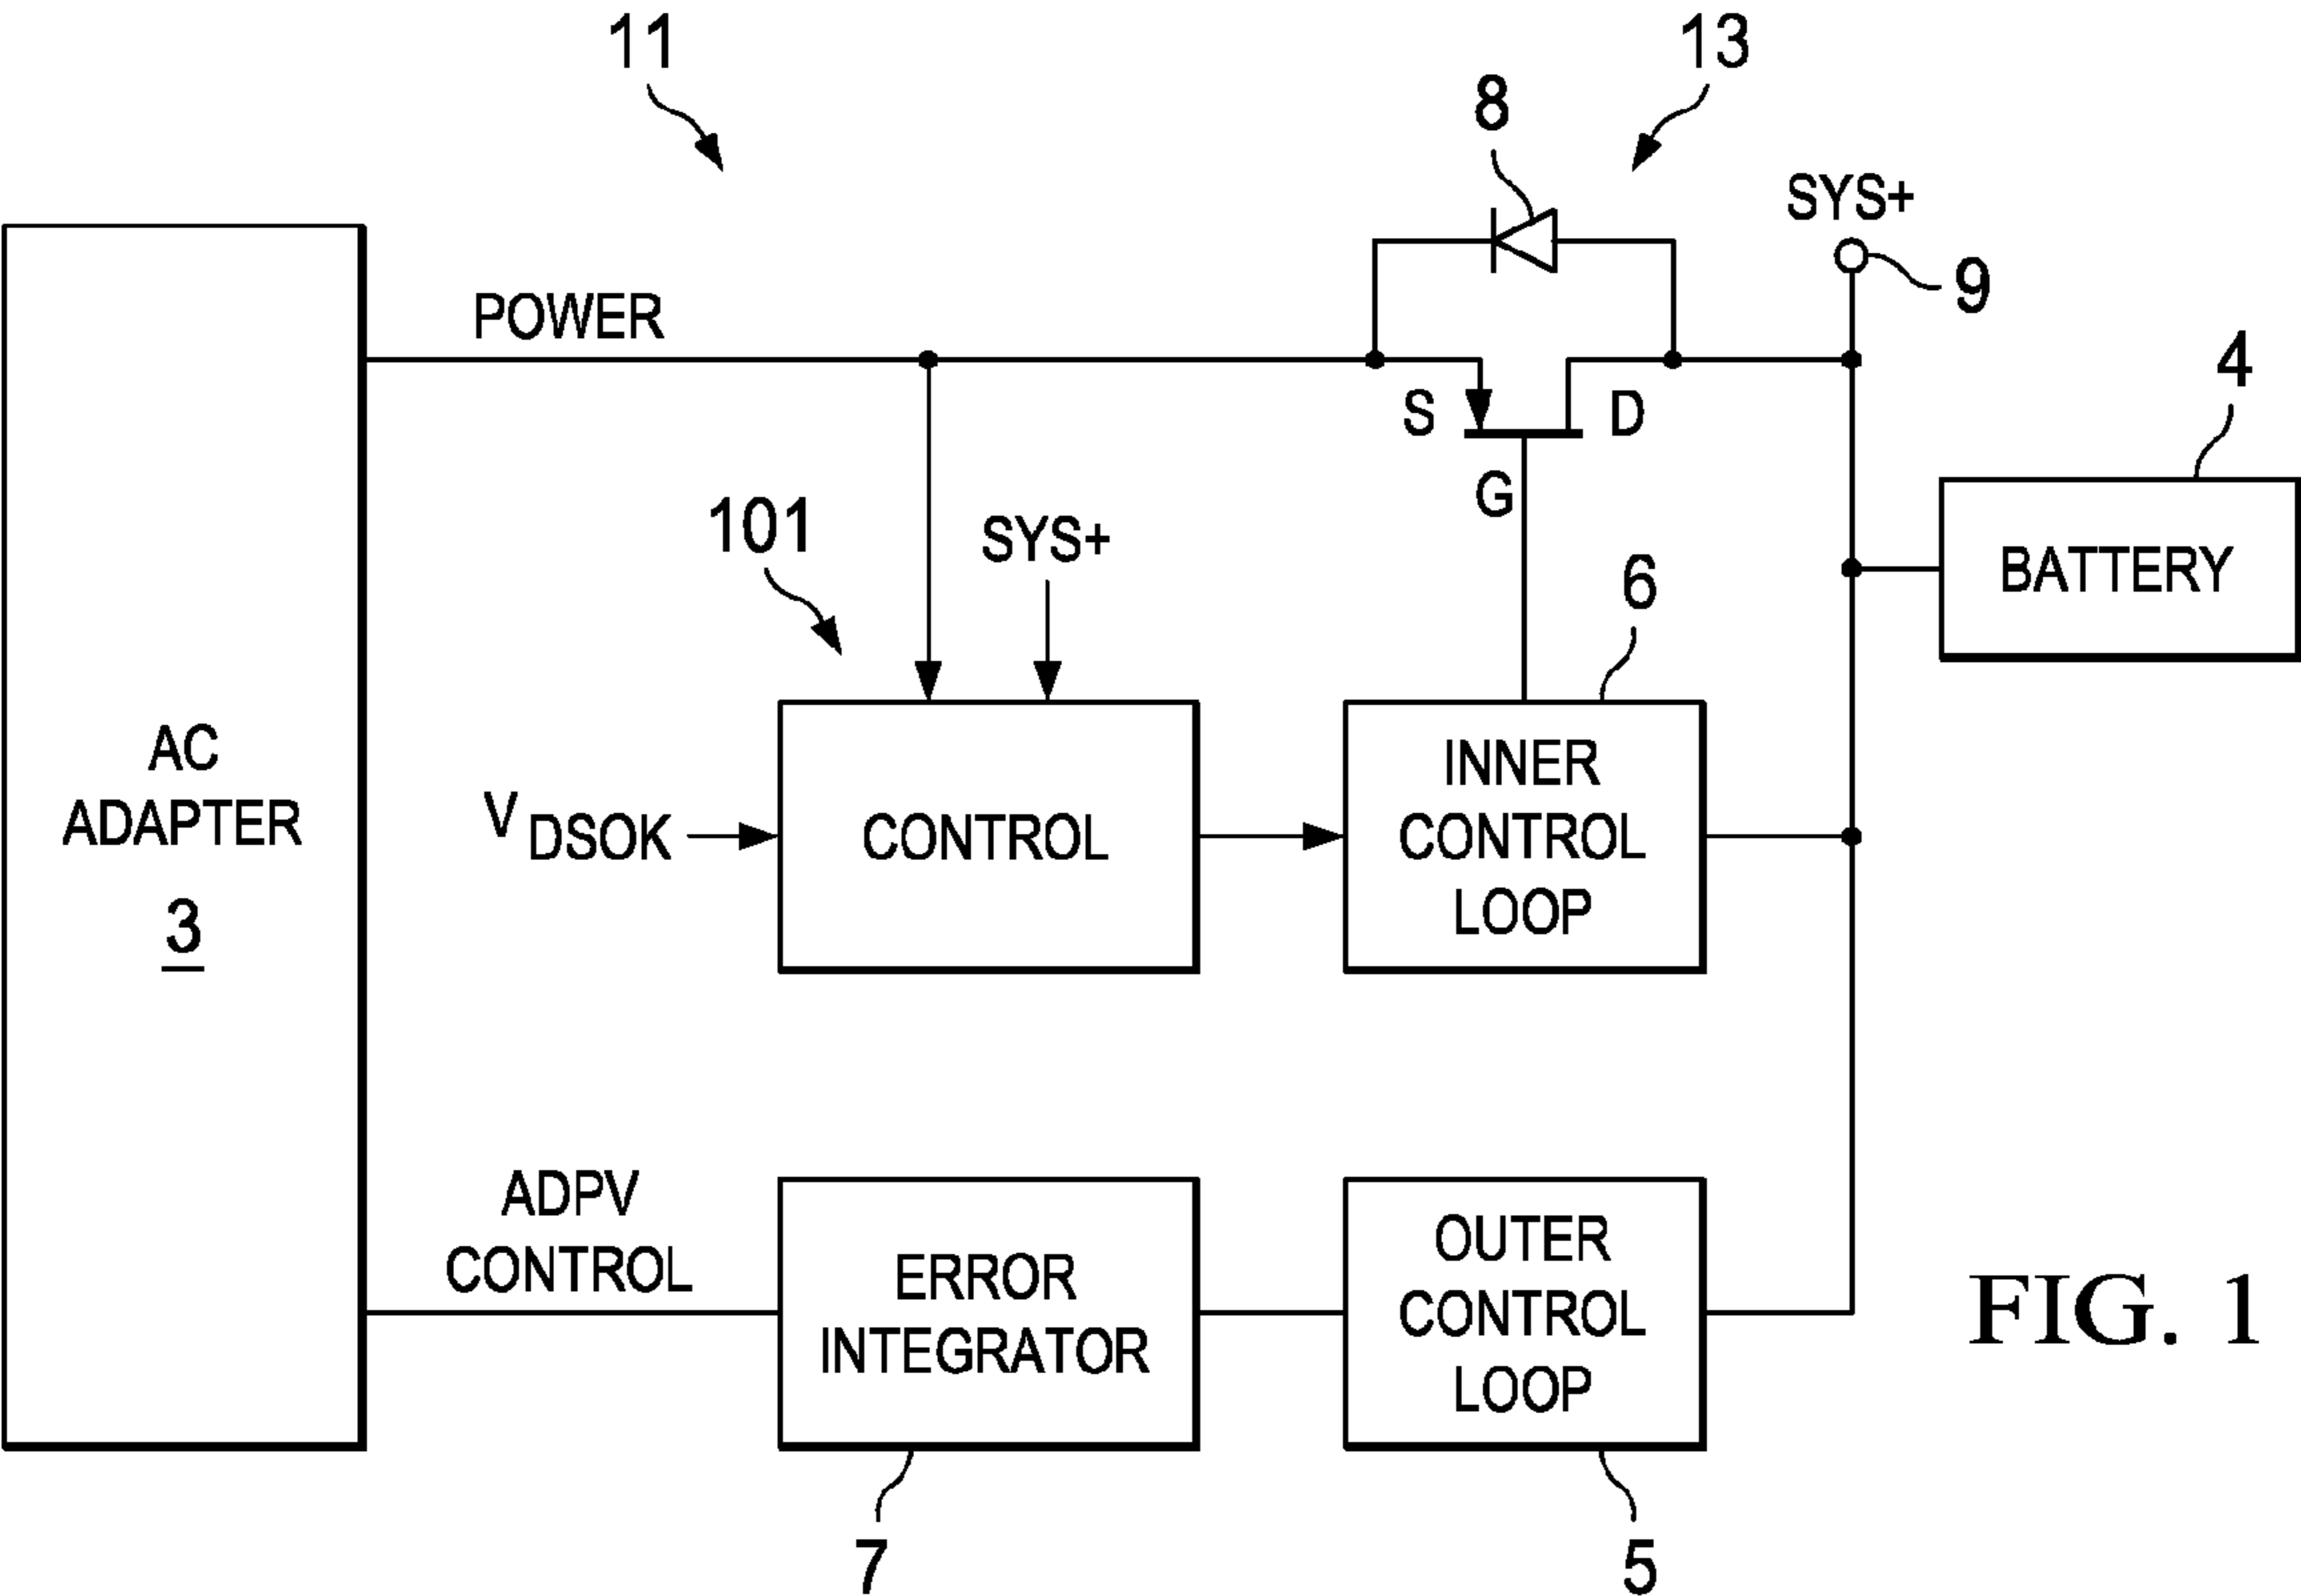 11
13
8
SYS+
9
POWER
4
S
D
G
101
SYS+
6
BATTERY
AC
ADAPTER
3
INNER
CONTROL
LOOP
V DSOK
CONTROL
ADPV
CONTROL
ERROR
INTEGRATOR
OUTER
CONTROL
LOOP
FIG. 1
7
5